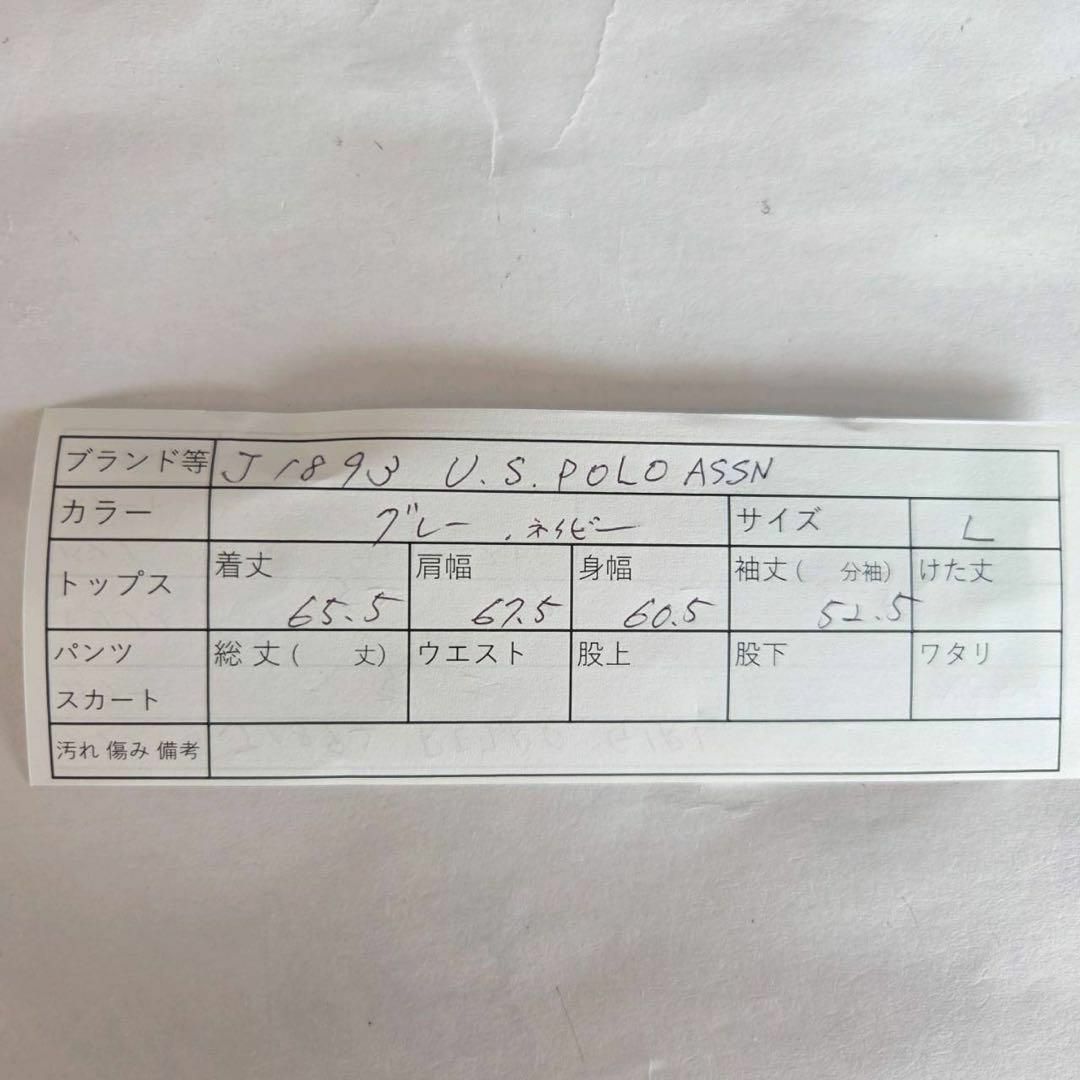 ブランド等 J1893 U.S. POLO ASSN
カラー グレー.ネイビー サイズ L
トップス 着丈 65.5 肩幅 67.5 身幅 60.5 袖丈( 分袖) 52.5 けた丈
パンツ スカート 総丈( 丈) ウエスト 股上 股下 ワタリ
汚れ 傷み 備考